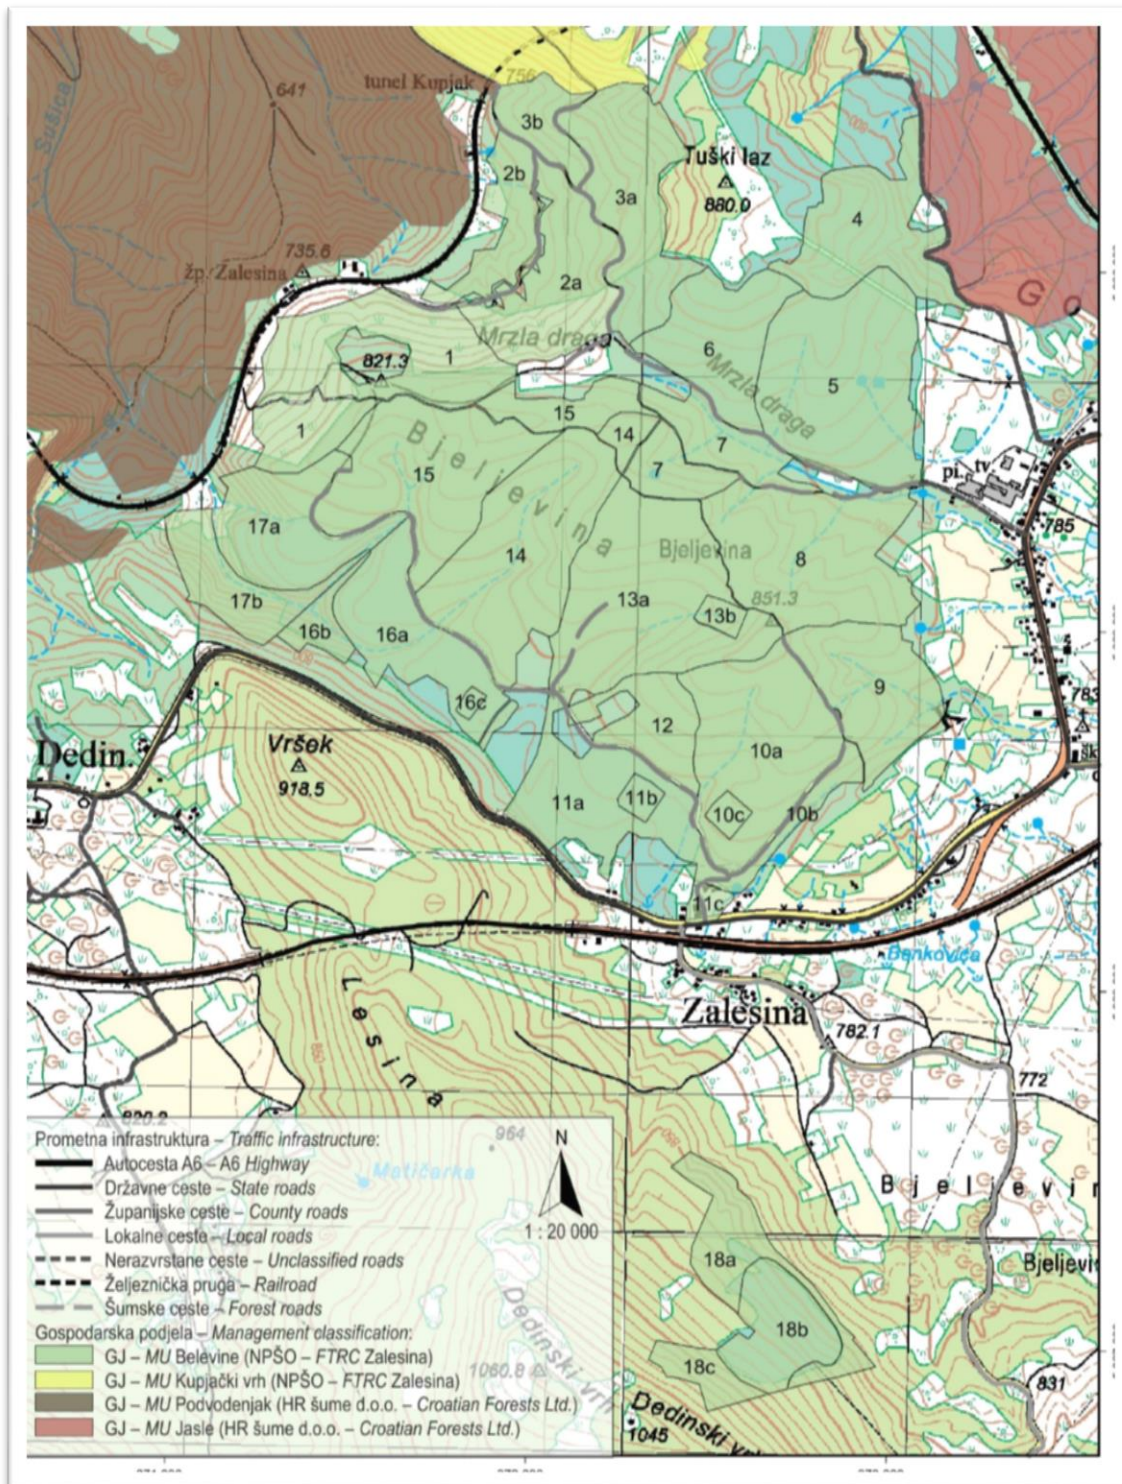 Sušica
641
tunel Kupjak
756
3b
2b
3a
Tuški laz
880.0
4
735.6
žp. Zalesina
2a
G o
Mrzla draga
821.3
1
6
Mrzla draga
5
15
1
14
7
Bjeljevina
15
7
pi.
tv.
785
17a
14
Bjeljevina
8
13a
851.3
13b
17b
16b
16a
9
783
16c
12
10a
Dedin.
Vršek
918.5
11a
11b
10c
10b
11c
Benkovica
Lesina
Zalesina
782.1
772
820.2
Prometna infrastruktura – Traffic infrastructure:
Autocesta A6 – A6 Highway
Državne ceste – State roads
Županijske ceste – County roads
Lokalne ceste – Local roads
Nerazvrstane ceste – Unclassified roads
Željeznička pruga – Railroad
Šumske ceste – Forest roads
Gospodarska podjela – Management classification:
GJ – MU Belevine (NPŠO – FTRC Zalesina)
GJ – MU Kupjački vrh (NPŠO – FTRC Zalesina)
GJ – MU Podvodenjak (HR šume d.o.o. – Croatian Forests Ltd.)
GJ – MU Jasle (HR šume d.o.o. – Croatian Forests Ltd.)
964
Matičarka
N
1 : 20 000
Dedinski vrh
1060.8
18a
18b
18c
Bjelevir
Bjeljevi
831
Dedinski vrh
1045